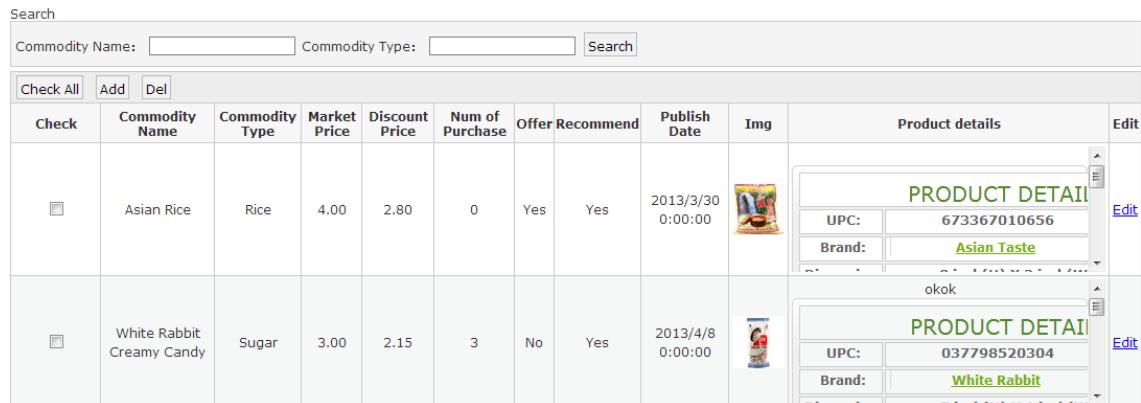 Search
Commodity Name: Commodity Type: Search
Check All Add Del
Check Commodity Name Commodity Type Market Price Discount Price Num of Purchase Offer Recommend Publish Date Img Product details Edit
Asian Rice Rice 4.00 2.80 0 Yes Yes 2013/3/30 0:00:00 Edit
PRODUCT DETAIL
UPC: 673367010656
Brand: Asian Taste
okok
White Rabbit Creamy Candy Sugar 3.00 2.15 3 No Yes 2013/4/8 0:00:00 Edit
PRODUCT DETAI
UPC: 037798520304
Brand: White Rabbit